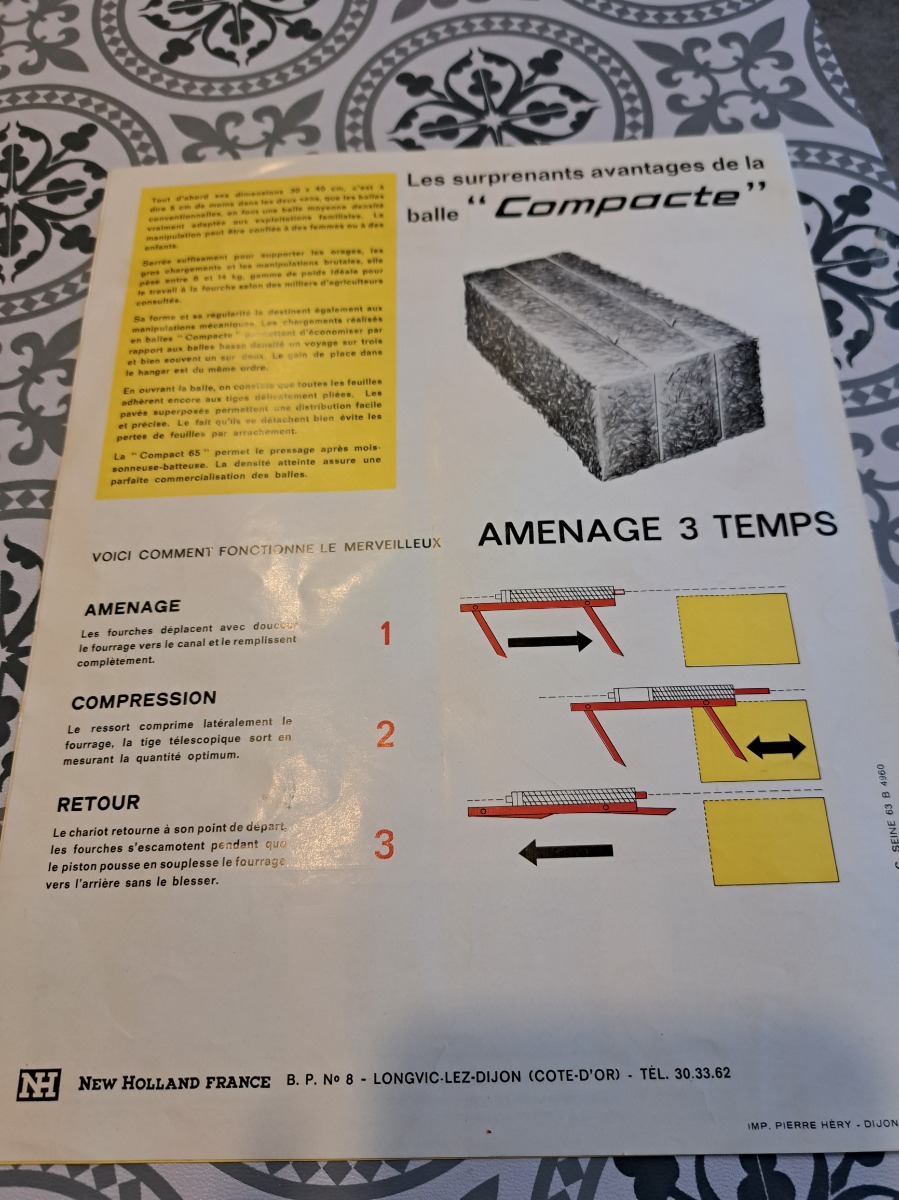 Les surprenants avantages de la
balle “Compacte”
Tout d'abord ses dimensions 30 x 40 cm, c'est à
dire 5 cm de moins dans les deux sens, que les balles
conventionnelles, en font une balle moyenne densité
vraiment adaptée aux exploitations familiales. La
manipulation peut être confiée à des femmes ou à des
enfants.
Serrée suffisamment pour supporter les orages, les
gros chargements et les manipulations brutales, elle
pèse entre 8 et 14 kg, gamme de poids idéale pour
le travail à la fourche selon des milliers d'agriculteurs
consultés.
Sa forme et sa régularité la destinent également aux
manipulations mécaniques. Les chargements réalisés
en balles "Compacte" permettent d'économiser par
rapport aux balles basse densité un voyage sur trois
et bien souvent un sur deux. Le gain de place dans
le hangar est du même ordre.
En ouvrant la balle, on constate que toutes les feuilles
adhèrent encore aux tiges délicatement pliées. Les
pavés superposés permettent une distribution facile
et précise. Le fait qu'ils se détachent bien évite les
pertes de feuilles par arrachement.
La "Compact 65" permet le pressage après mois-
sonneuse-batteuse. La densité atteinte assure une
parfaite commercialisation des balles.
VOICI COMMENT FONCTIONNE LE MERVEILLEUX AMENAGE 3 TEMPS
AMENAGE
Les fourches déplacent avec douceur
le fourrage vers le canal et le remplissent
complètement.
1
COMPRESSION
Le ressort comprime latéralement le
fourrage, la tige télescopique sort en
mesurant la quantité optimum.
2
RETOUR
Le chariot retourne à son point de départ,
les fourches s'escamotent pendant que
le piston pousse en souplesse le fourrage
vers l'arrière sans le blesser.
3
SEINE 63 B 4960
NH NEW HOLLAND FRANCE B. P. Nº 8 - LONGVIC-LEZ-DIJON (COTE-D'OR) - TÉL. 30.33.62
IMP. PIERRE HÉRY - DIJON